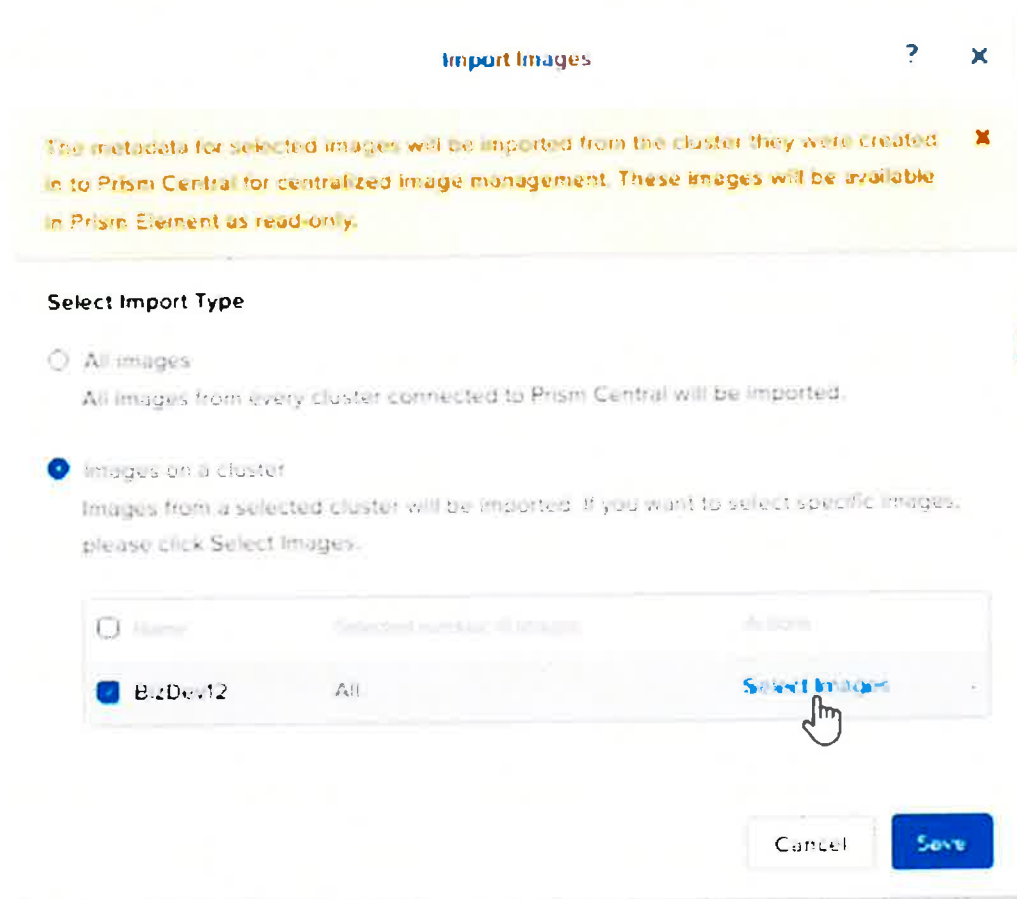 Import Images
?
x
The metadata for selected images will be imported from the cluster they were created
in to Prism Central for centralized image management. These images will be available
in Prism Element as read-only.
Select Import Type
All images
All images from every cluster connected to Prism Central will be imported.
Images on a cluster
Images from a selected cluster will be imported. If you want to select specific images,
please click Select Images.
Name Selected number of images Actions
BizDev12 All Select Images
Cancel Save